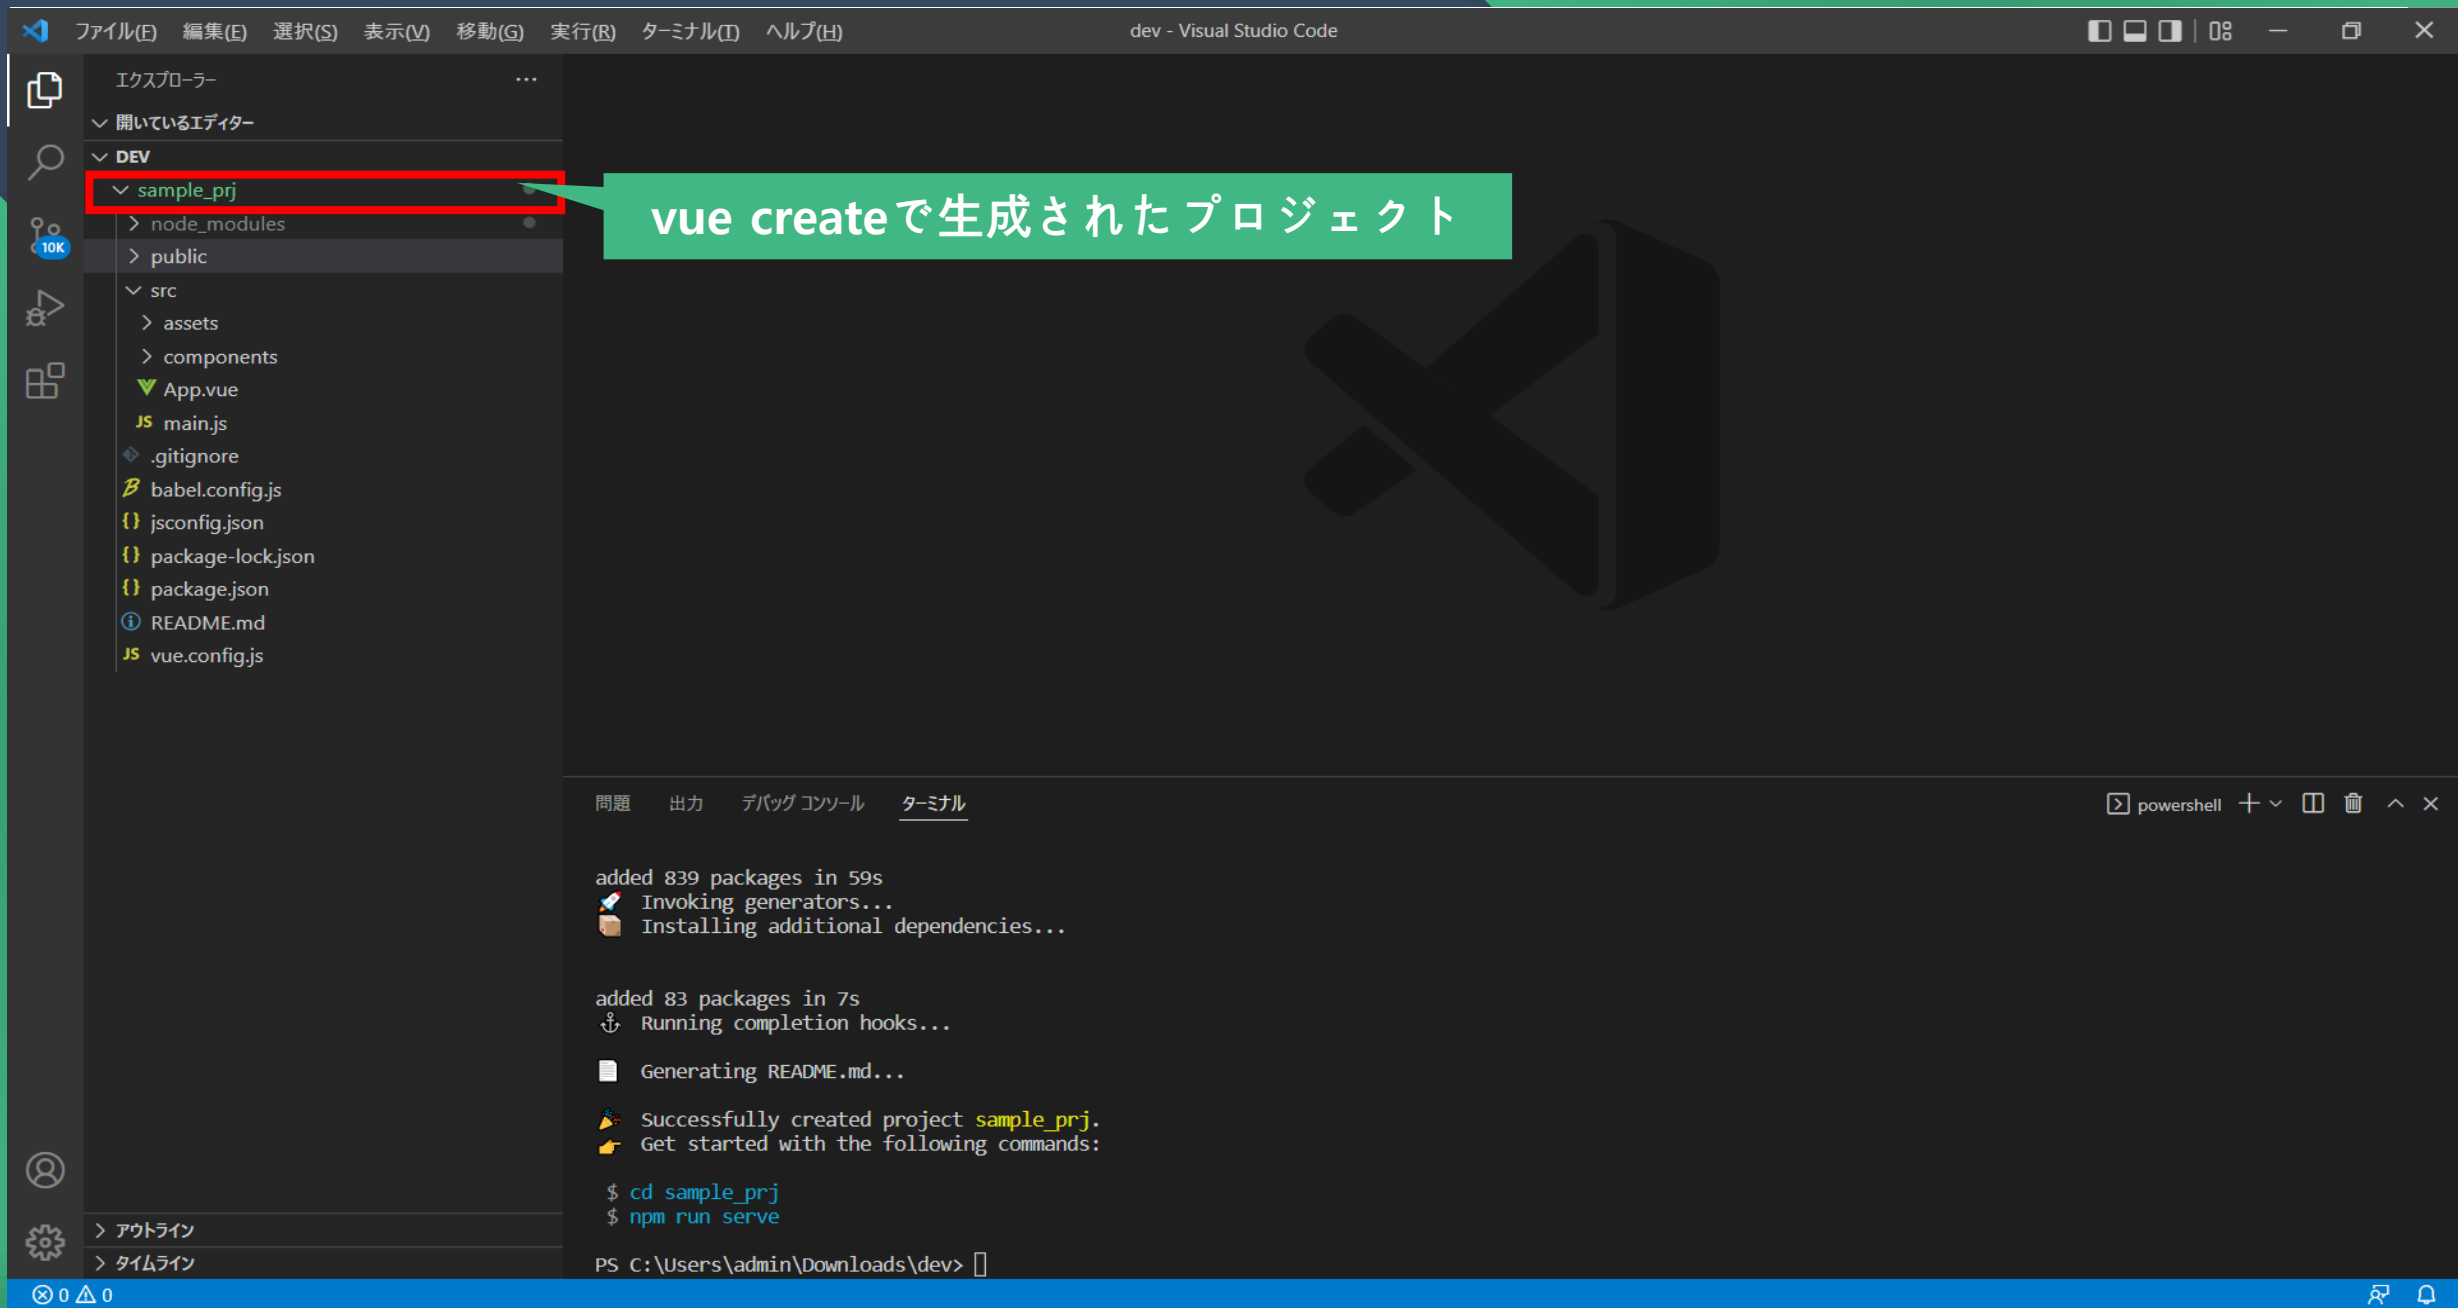 ファイル(F) 編集(E) 選択(S) 表示(V) 移動(G) 実行(R) ターミナル(T) ヘルプ(H)
dev - Visual Studio Code
エクスプローラー
開いているエディター
DEV
sample_prj
vue createで生成されたプロジェクト
node_modules
10K
public
src
assets
components
App.vue
JS main.js
.gitignore
babel.config.js
{} jsconfig.json
{} package-lock.json
{} package.json
README.md
JS vue.config.js
アウトライン
タイムライン
問題 出力 デバッグ コンソール ターミナル
powershell
added 839 packages in 59s
Invoking generators...
Installing additional dependencies...
added 83 packages in 7s
Running completion hooks...
Generating README.md...
Successfully created project sample_prj.
Get started with the following commands:
$ cd sample_prj
$ npm run serve
PS C:\Users\admin\Downloads\dev>
0 0